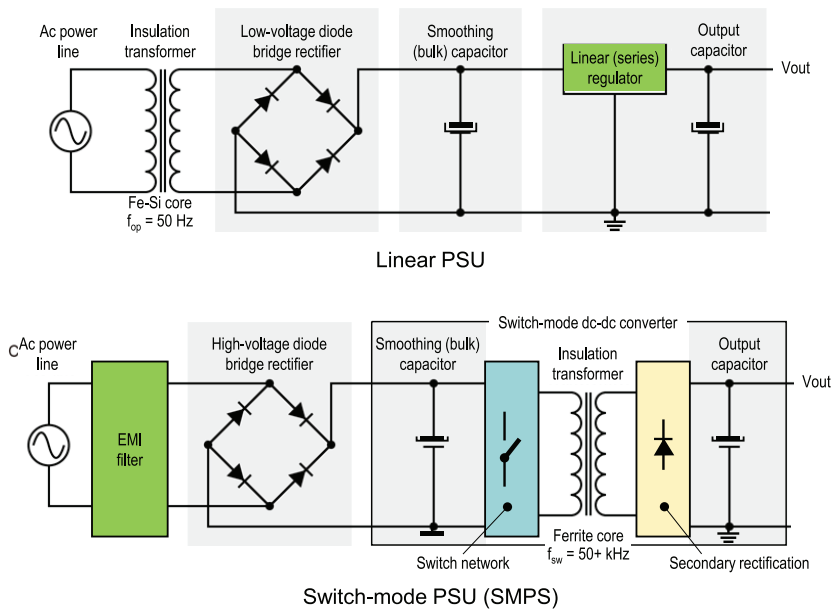 Ac power
line
Insulation
transformer
Low-voltage diode
bridge rectifier
Smoothing
(bulk) capacitor
Linear (series)
regulator
Output
capacitor
Vout
Fe-Si core
fop = 50 Hz
Linear PSU
C
Ac power
line
EMI
filter
High-voltage diode
bridge rectifier
Switch-mode dc-dc converter
Smoothing (bulk)
capacitor
Insulation
transformer
Output
capacitor
Vout
Ferrite core
fsw = 50+ kHz
Switch network
Secondary rectification
Switch-mode PSU (SMPS)